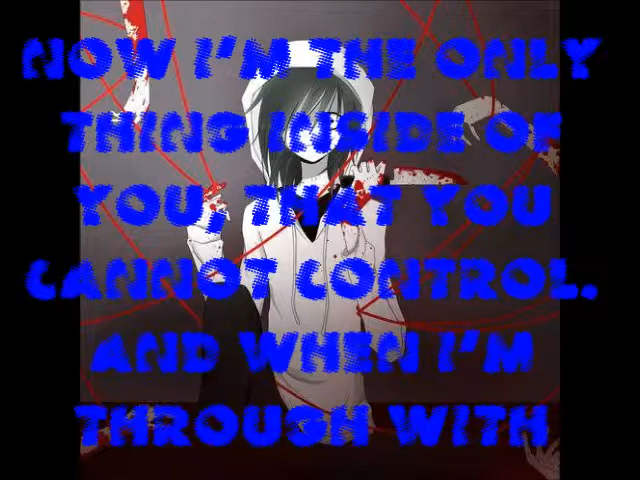 NOW I'M THE ONLY
THING INSIDE OF
YOU, THAT YOU
CANNOT CONTROL.
AND WHEN I'M
THROUGH WITH